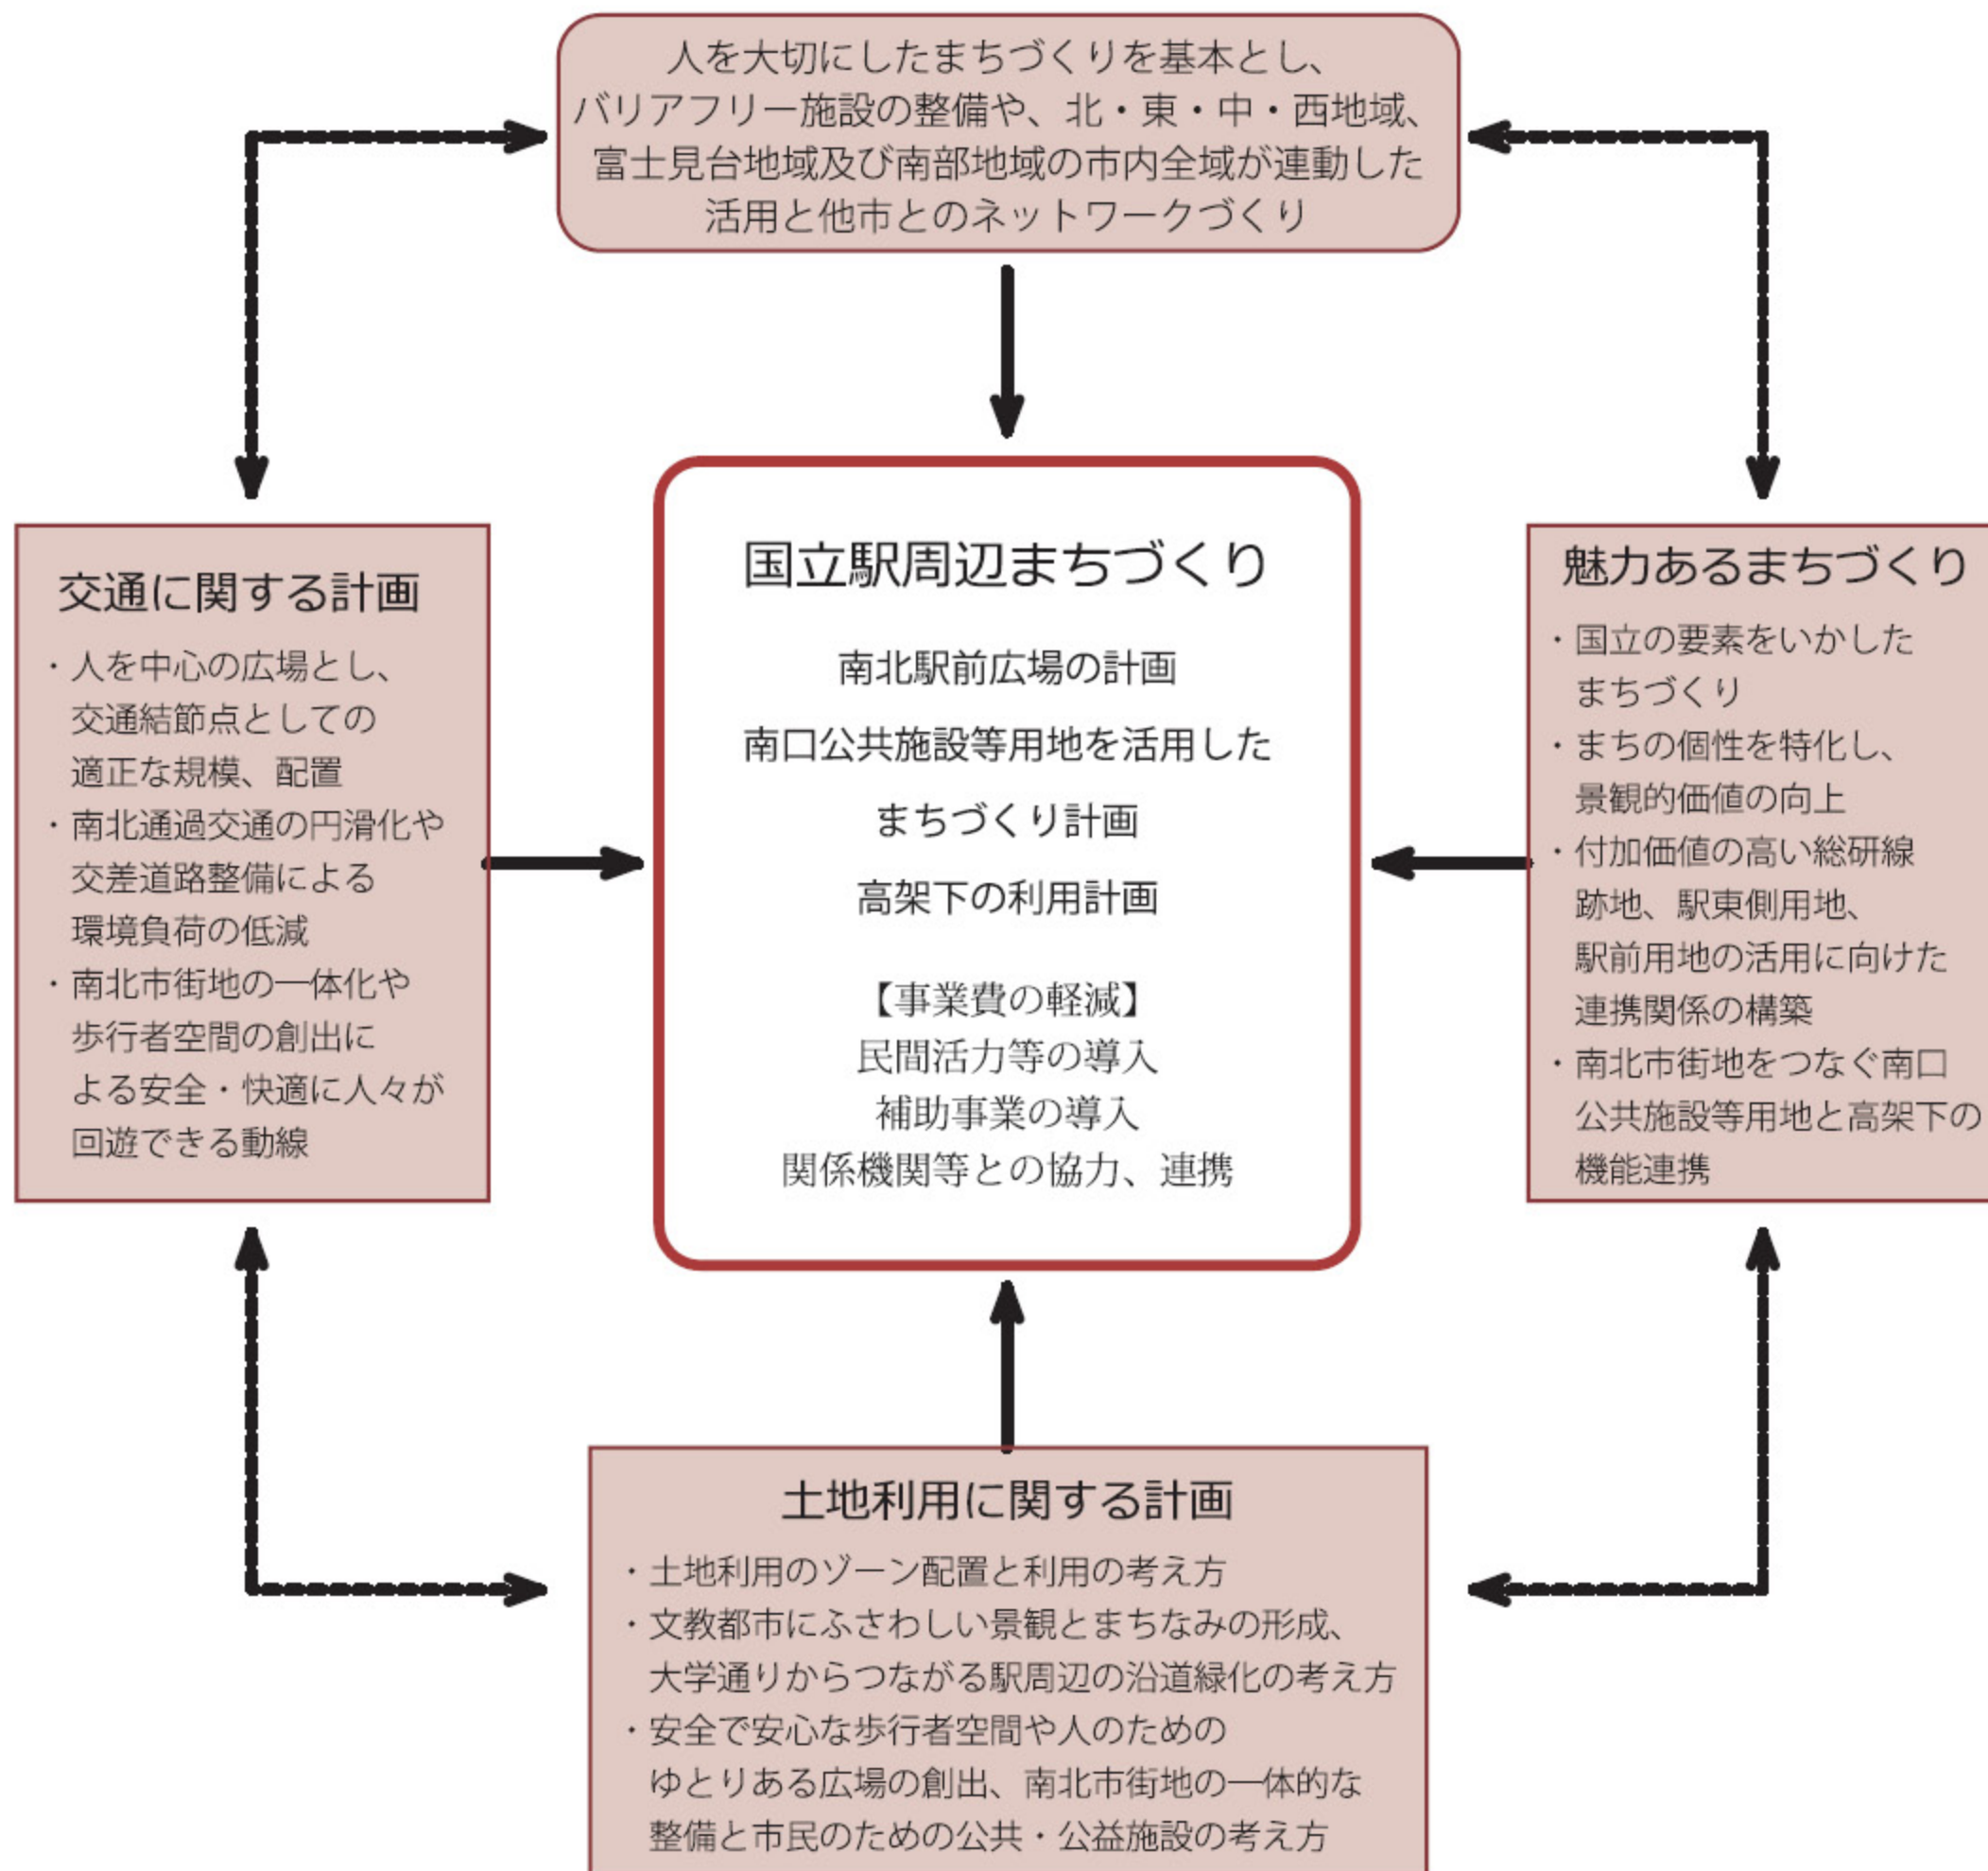 人を大切にしたまちづくりを基本とし、
バリアフリー施設の整備や、北・東・中・西地域、
富士見台地域及び南部地域の市内全域が連動した
活用と他市とのネットワークづくり
交通に関する計画
・人を中心の広場とし、
交通結節点としての
適正な規模、配置
・南北通過交通の円滑化や
交差道路整備による
環境負荷の低減
・南北市街地の一体化や
歩行者空間の創出に
よる安全・快適に人々が
回遊できる動線
国立駅周辺まちづくり
南北駅前広場の計画
南口公共施設等用地を活用した
まちづくり計画
高架下の利用計画
【事業費の軽減】
民間活力等の導入
補助事業の導入
関係機関等との協力、連携
魅力あるまちづくり
・国立の要素をいかした
まちづくり
・まちの個性を特化し、
景観的価値の向上
・付加価値の高い総研線
跡地、駅東側用地、
駅前用地の活用に向けた
連携関係の構築
・南北市街地をつなぐ南口
公共施設等用地と高架下の
機能連携
土地利用に関する計画
・土地利用のゾーン配置と利用の考え方
・文教都市にふさわしい景観とまちなみの形成、
大学通りからつながる駅周辺の沿道緑化の考え方
・安全で安心な歩行者空間や人のための
ゆとりある広場の創出、南北市街地の一体的な
整備と市民のための公共・公益施設の考え方